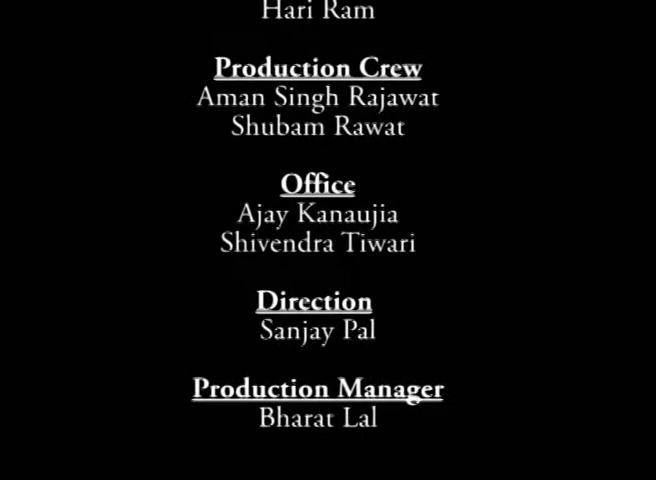 Hari Ram
Production Crew
Aman Singh Rajawat
Shubam Rawat
Office
Ajay Kanaujia
Shivendra Tiwari
Direction
Sanjay Pal
Production Manager
Bharat Lal